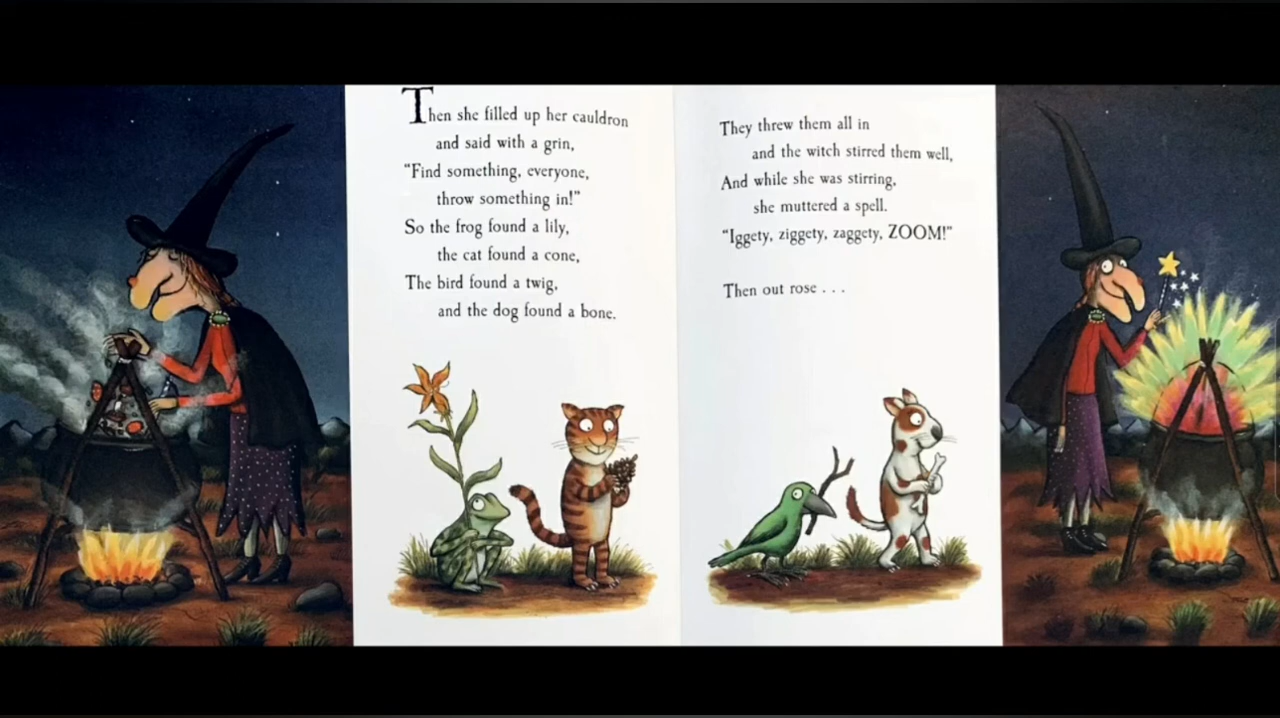 Then she filled up her cauldron
and said with a grin,
“Find something, everyone,
throw something in!”
So the frog found a lily,
the cat found a cone,
The bird found a twig,
and the dog found a bone.
They threw them all in
and the witch stirred them well,
And while she was stirring,
she muttered a spell.
“Iggety, ziggety, zaggety, ZOOM!”
Then out rose . . .